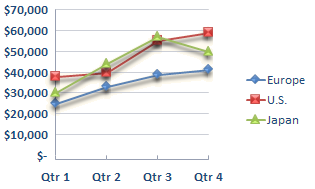 $70,000
$60,000
$50,000
$40,000
$30,000
$20,000
$10,000
$-
Qtr 1 Qtr 2 Qtr 3 Qtr 4
Europe
U.S.
Japan